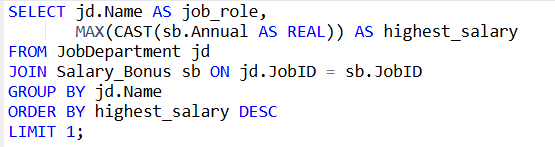 SELECT jd.Name AS job_role,
       MAX(CAST(sb.Annual AS REAL)) AS highest_salary
FROM JobDepartment jd
JOIN Salary_Bonus sb ON jd.JobID = sb.JobID
GROUP BY jd.Name
ORDER BY highest_salary DESC
LIMIT 1;